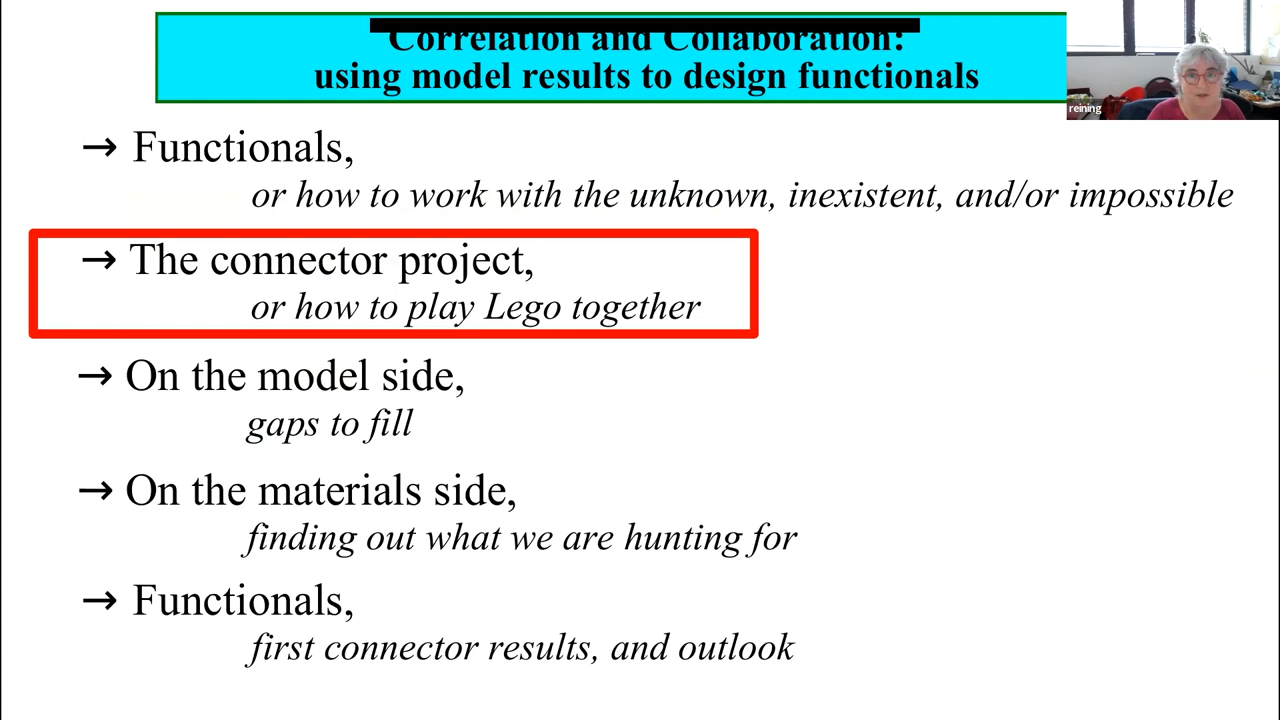 Correlation and Collaboration:
using model results to design functionals
reining
→ Functionals,
or how to work with the unknown, inexistent, and/or impossible
→ The connector project,
or how to play Lego together
→ On the model side,
gaps to fill
→ On the materials side,
finding out what we are hunting for
→ Functionals,
first connector results, and outlook